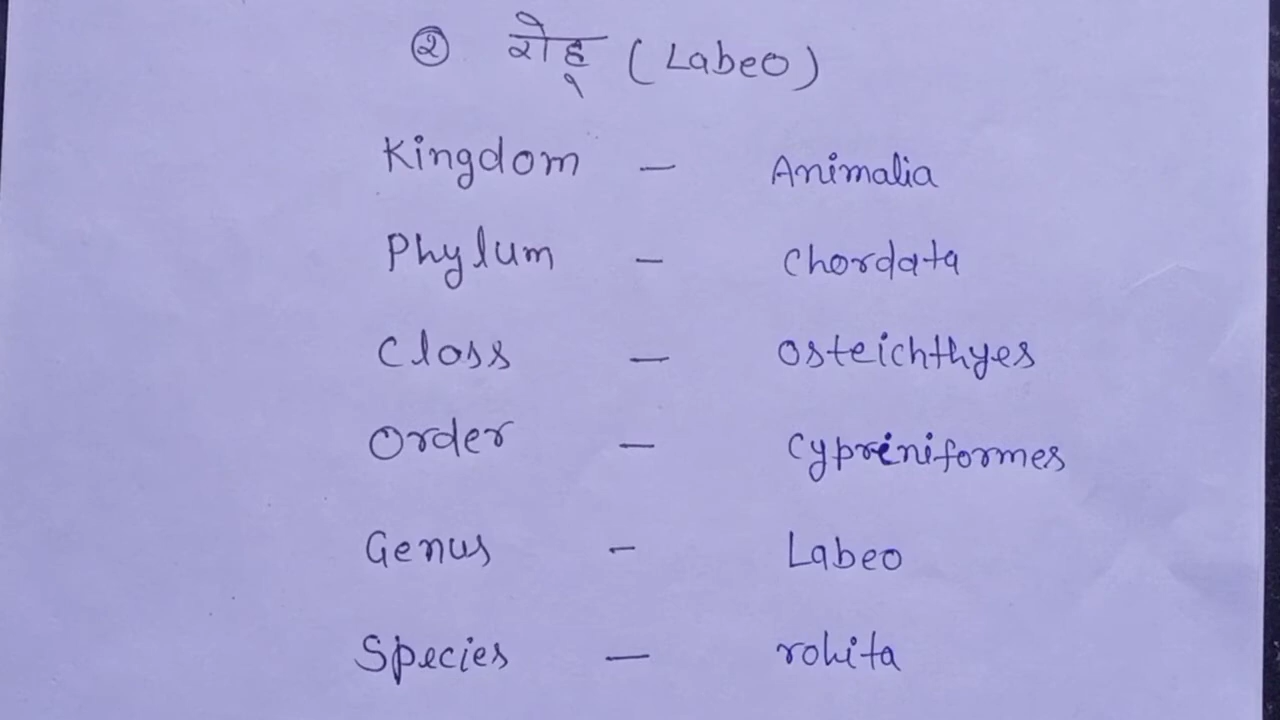 ② रोहू (Labeo)
Kingdom — Animalia
Phylum — Chordata
Class — Osteichthyes
Order — Cypriniformes
Genus - Labeo
Species — rohita